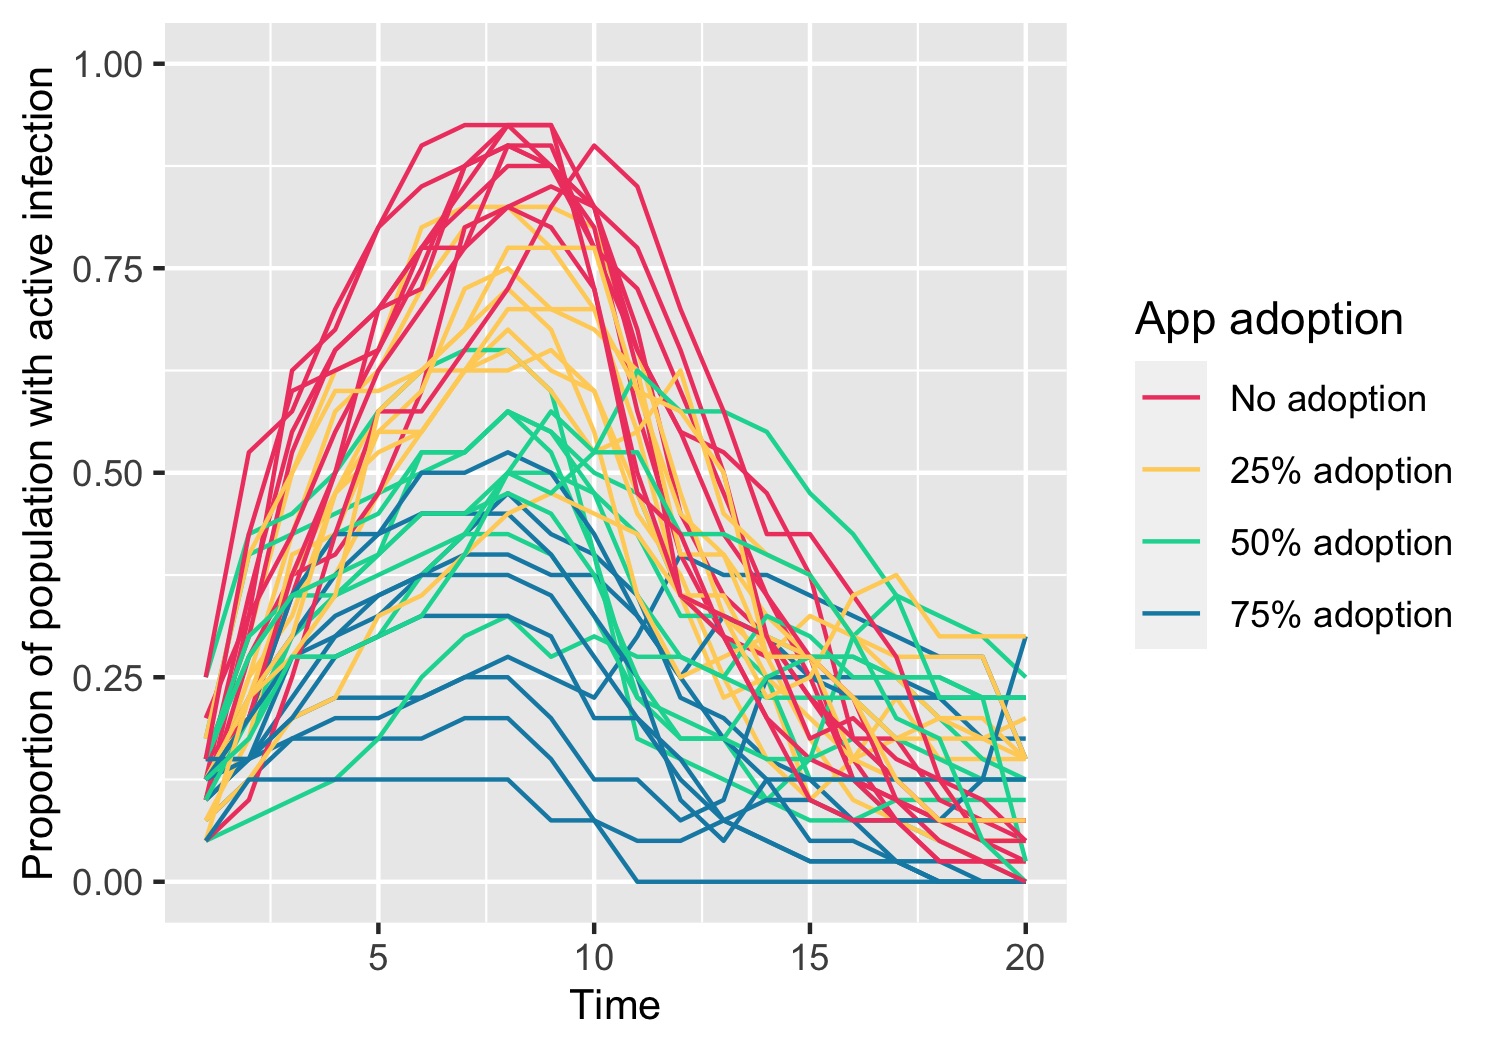 Proportion of population with active infection
1.00
0.75
0.50
0.25
0.00
5 10 15 20
Time
App adoption
No adoption
25% adoption
50% adoption
75% adoption